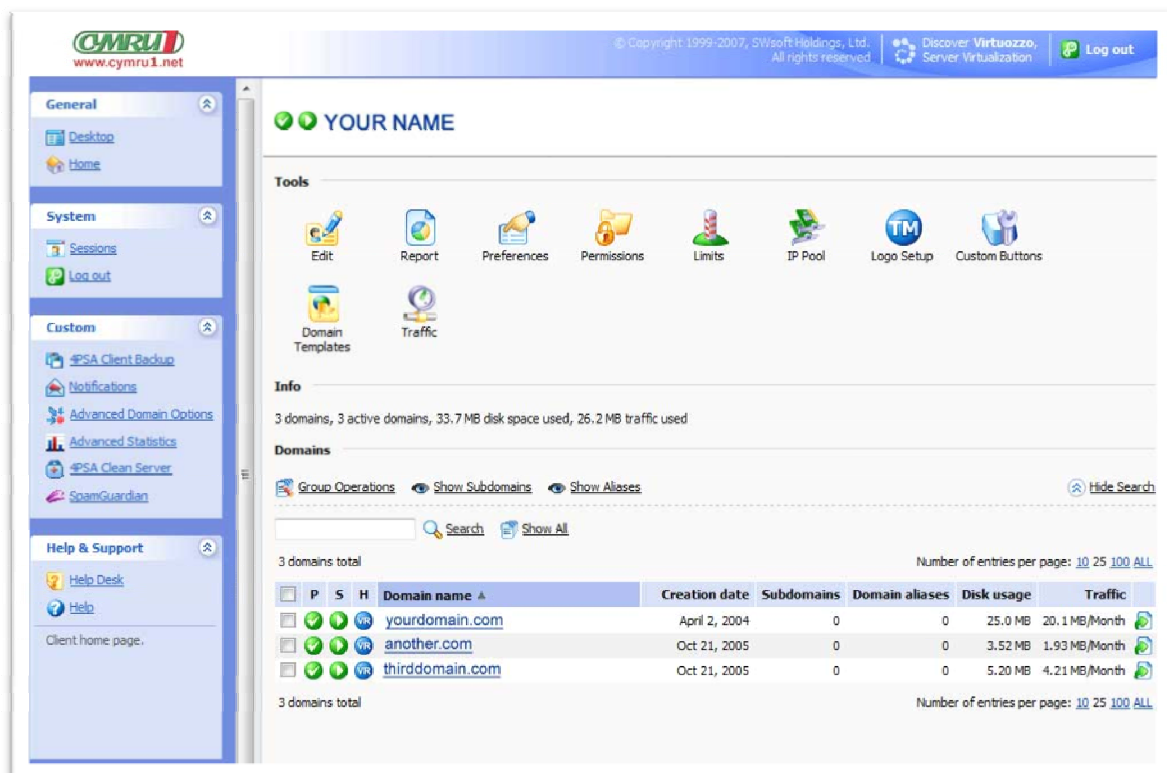 CYMRU1
www.cymru1.net
© Copyright 1999-2007, SWsoft Holdings, Ltd.
All rights reserved
Discover Virtuozzo,
Server Virtualization
Log out
General
Desktop
Home
System
Sessions
Log out
Custom
4PSA Client Backup
Notifications
Advanced Domain Options
Advanced Statistics
4PSA Clean Server
SpamGuardian
Help & Support
Help Desk
Help
Client home page.
YOUR NAME
Tools
Edit
Report
Preferences
Permissions
Limits
IP Pool
TM
Logo Setup
Custom Buttons
Domain
Templates
Traffic
Info
3 domains, 3 active domains, 33.7 MB disk space used, 26.2 MB traffic used
Domains
Group Operations Show Subdomains Show Aliases Hide Search
Search Show All
3 domains total Number of entries per page: 10 25 100 ALL
P S H Domain name Creation date Subdomains Domain aliases Disk usage Traffic
VR yourdomain.com April 2, 2004 0 0 25.0 MB 20.1 MB/Month
VR another.com Oct 21, 2005 0 0 3.52 MB 1.93 MB/Month
VR thirddomain.com Oct 21, 2005 0 0 5.20 MB 4.21 MB/Month
3 domains total Number of entries per page: 10 25 100 ALL